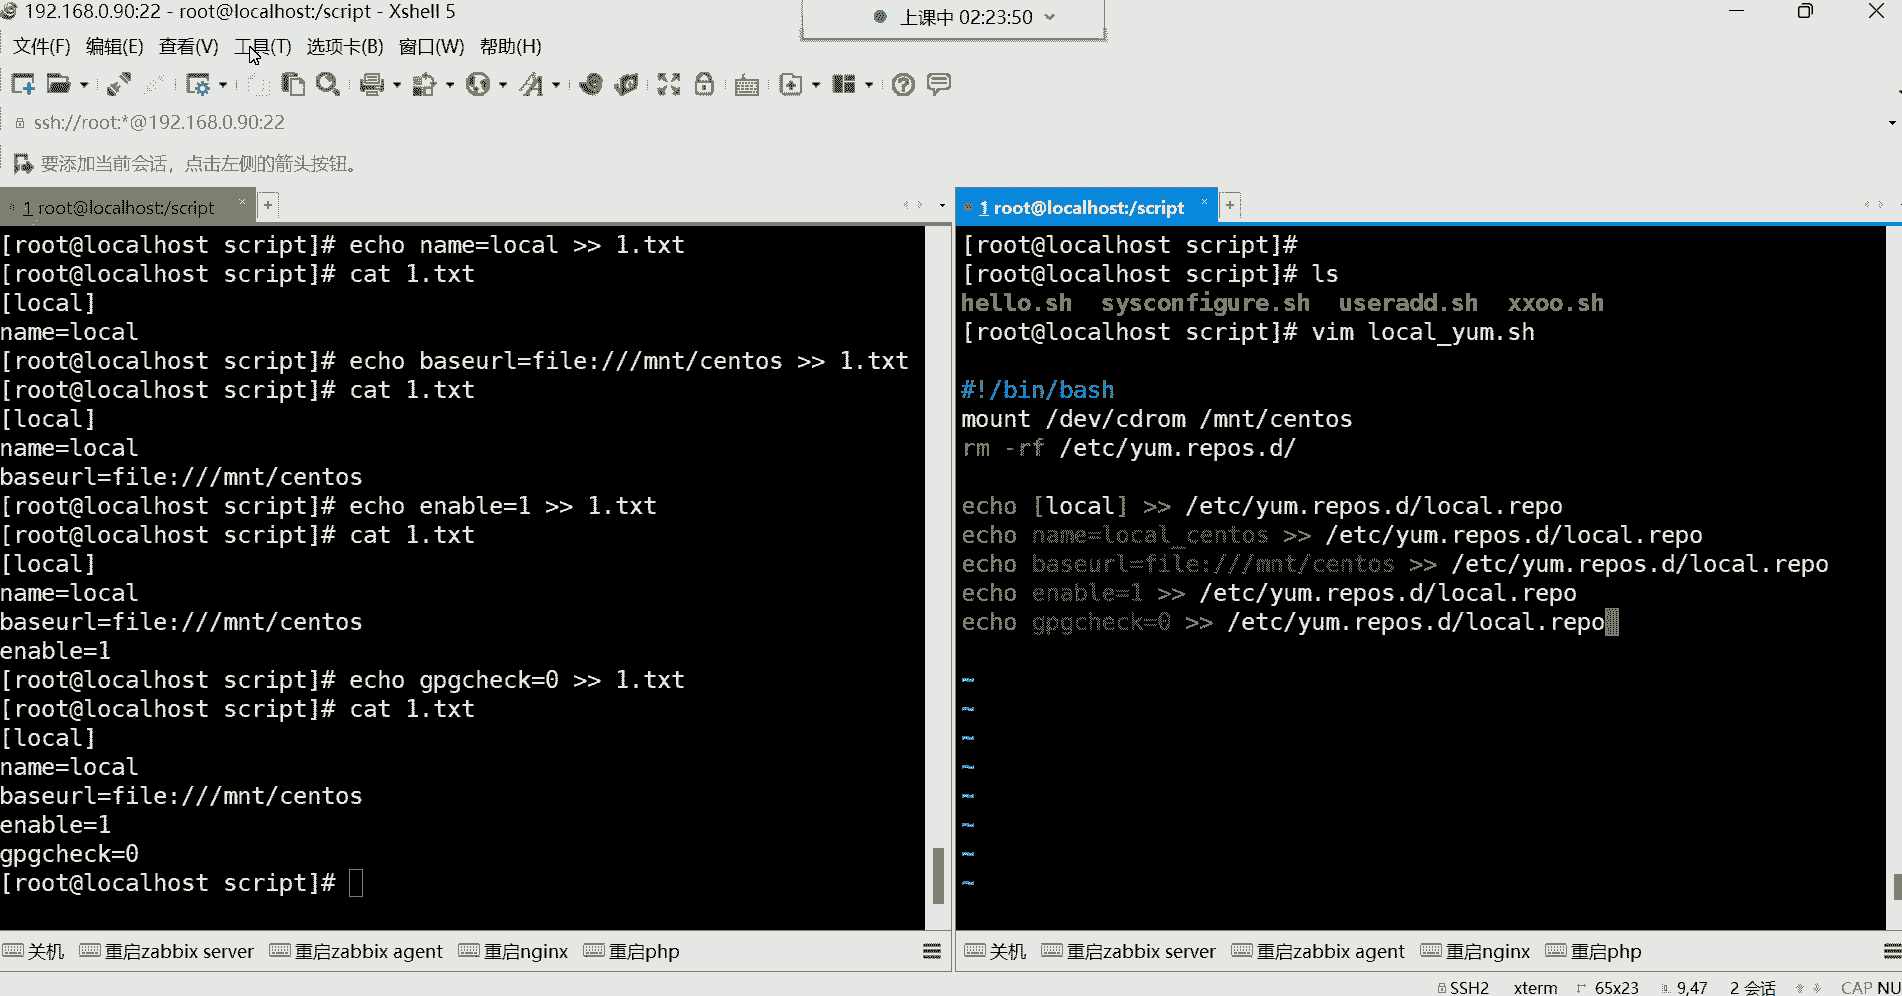 192.168.0.90:22 - root@localhost:/script - Xshell 5
上课中 02:23:50
文件(F) 编辑(E) 查看(V) 工具(T) 选项卡(B) 窗口(W) 帮助(H)
ssh://root:*@192.168.0.90:22
要添加当前会话，点击左侧的箭头按钮。
1 root@localhost:/script
[root@localhost script]# echo name=local >> 1.txt
[root@localhost script]# cat 1.txt
[local]
name=local
[root@localhost script]# echo baseurl=file:///mnt/centos >> 1.txt
[root@localhost script]# cat 1.txt
[local]
name=local
baseurl=file:///mnt/centos
[root@localhost script]# echo enable=1 >> 1.txt
[root@localhost script]# cat 1.txt
[local]
name=local
baseurl=file:///mnt/centos
enable=1
[root@localhost script]# echo gpgcheck=0 >> 1.txt
[root@localhost script]# cat 1.txt
[local]
name=local
baseurl=file:///mnt/centos
enable=1
gpgcheck=0
[root@localhost script]#
关机 重启zabbix server 重启zabbix agent 重启nginx 重启php
1 root@localhost:/script
[root@localhost script]#
[root@localhost script]# ls
hello.sh sysconfigure.sh useradd.sh xxoo.sh
[root@localhost script]# vim local_yum.sh
#!/bin/bash
mount /dev/cdrom /mnt/centos
rm -rf /etc/yum.repos.d/
echo [local] >> /etc/yum.repos.d/local.repo
echo name=local_centos >> /etc/yum.repos.d/local.repo
echo baseurl=file:///mnt/centos >> /etc/yum.repos.d/local.repo
echo enable=1 >> /etc/yum.repos.d/local.repo
echo gpgcheck=0 >> /etc/yum.repos.d/local.repo
~
~
~
~
~
~
~
~
关机 重启zabbix server 重启zabbix agent 重启nginx 重启php
SSH2 xterm 65x23 9,47 2 会话 CAP NU